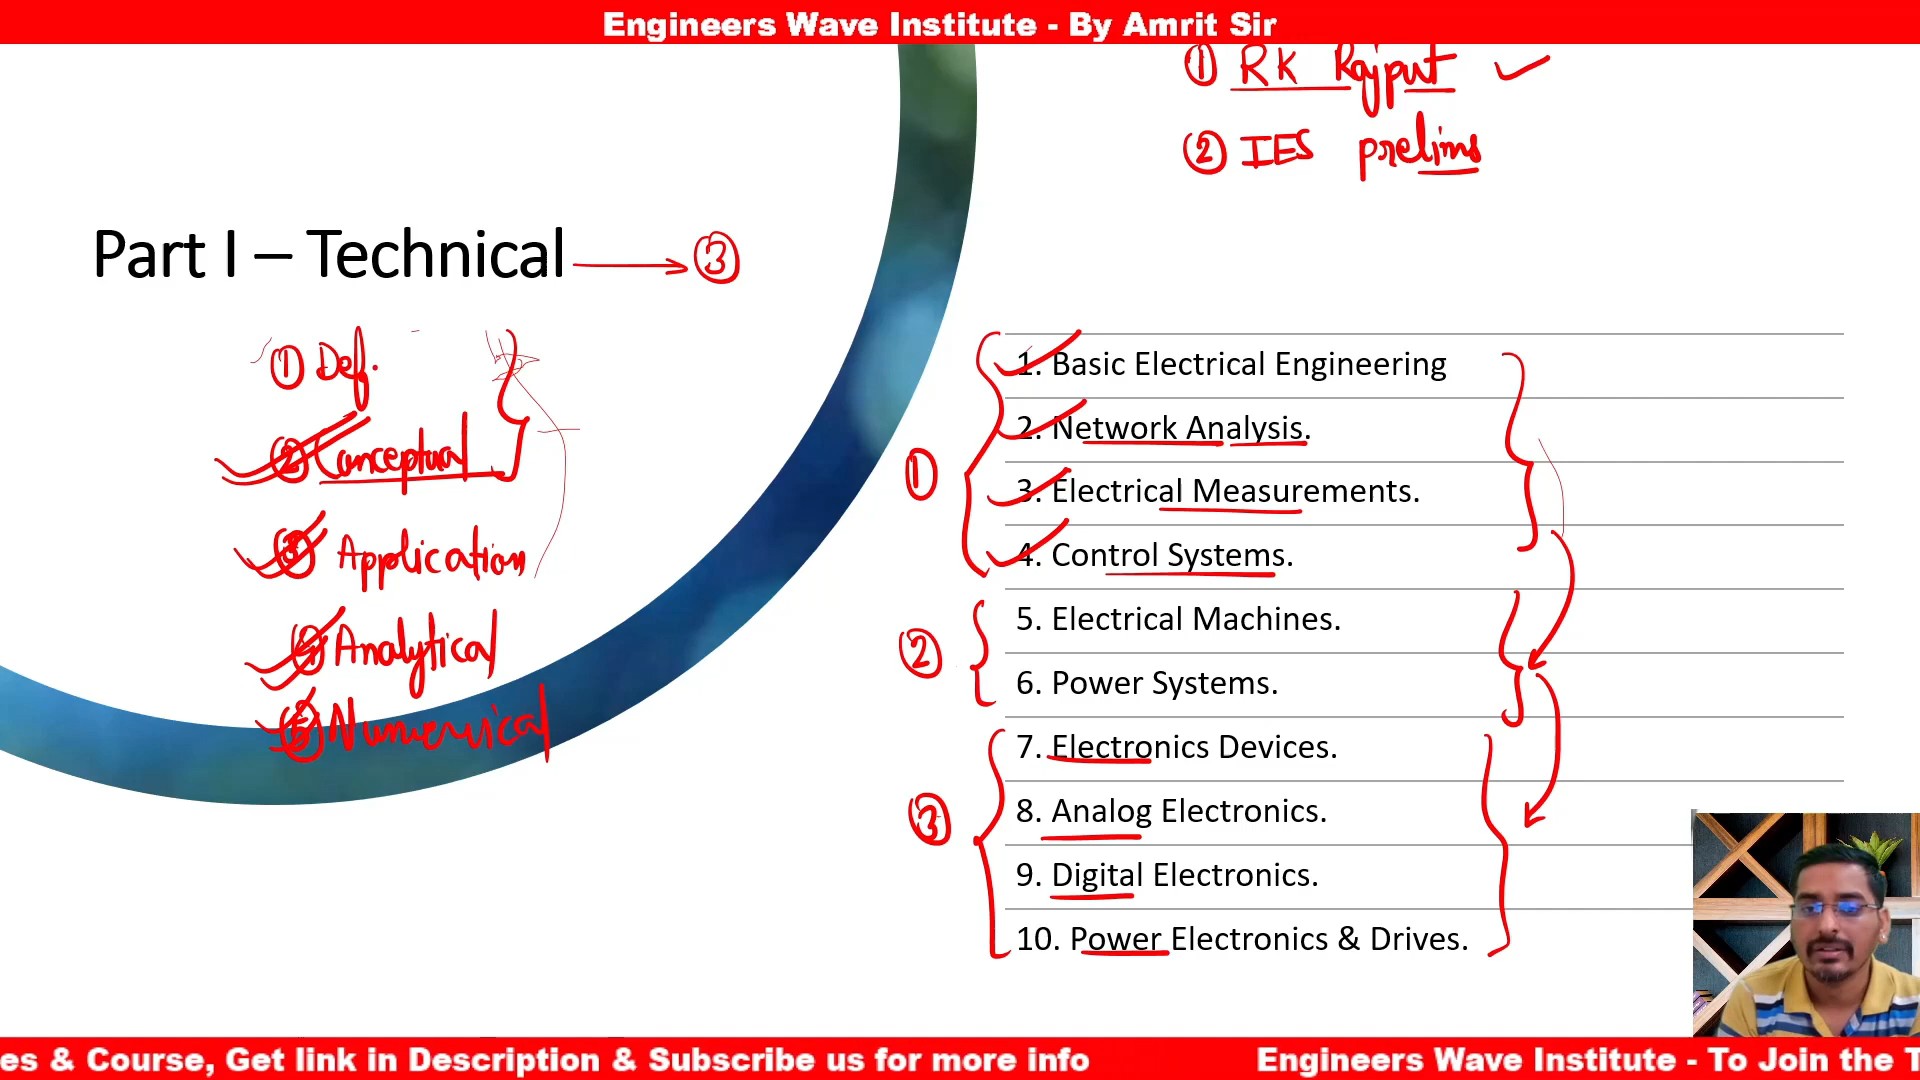 Engineers Wave Institute - By Amrit Sir
① RK Rajput
② IES prelims
Part I – Technical
③
① Def.
② Conceptual
③ Application
④ Analytical
⑤ Numerical
①
1. Basic Electrical Engineering
2. Network Analysis.
3. Electrical Measurements.
4. Control Systems.
②
5. Electrical Machines.
6. Power Systems.
③
7. Electronics Devices.
8. Analog Electronics.
9. Digital Electronics.
10. Power Electronics & Drives.
es & Course, Get link in Description & Subscribe us for more info
Engineers Wave Institute - To Join the T